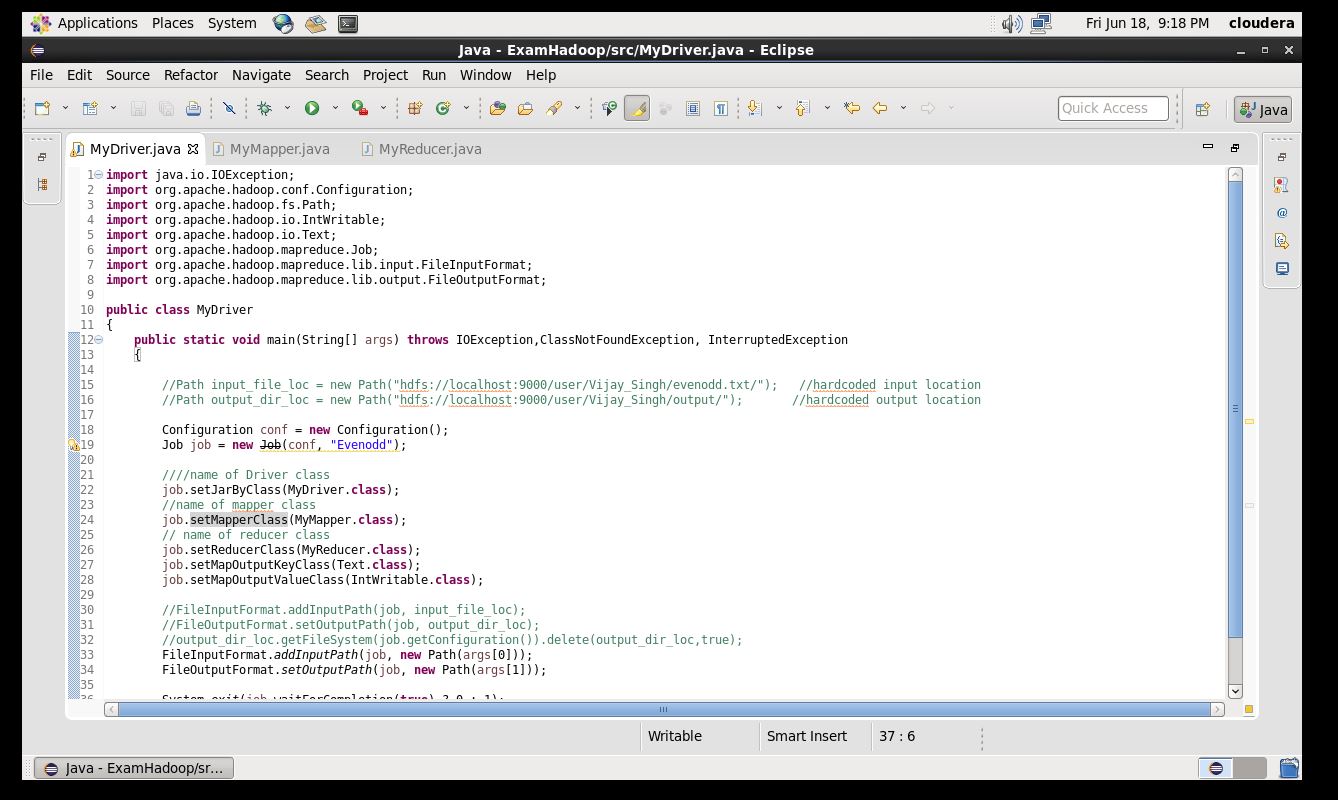 Applications Places System Fri Jun 18, 9:18 PM cloudera
Java - ExamHadoop/src/MyDriver.java - Eclipse
File Edit Source Refactor Navigate Search Project Run Window Help
Quick Access Java
MyDriver.java MyMapper.java MyReducer.java
1 import java.io.IOException;
2 import org.apache.hadoop.conf.Configuration;
3 import org.apache.hadoop.fs.Path;
4 import org.apache.hadoop.io.IntWritable;
5 import org.apache.hadoop.io.Text;
6 import org.apache.hadoop.mapreduce.Job;
7 import org.apache.hadoop.mapreduce.lib.input.FileInputFormat;
8 import org.apache.hadoop.mapreduce.lib.output.FileOutputFormat;
9
10 public class MyDriver
11 {
12 public static void main(String[] args) throws IOException,ClassNotFoundException, InterruptedException
13 {
14
15 //Path input_file_loc = new Path("hdfs://localhost:9000/user/Vijay_Singh/evenodd.txt/"); //hardcoded input location
16 //Path output_dir_loc = new Path("hdfs://localhost:9000/user/Vijay_Singh/output/"); //hardcoded output location
17
18 Configuration conf = new Configuration();
19 Job job = new Job(conf, "Evenodd");
20
21 ////name of Driver class
22 job.setJarByClass(MyDriver.class);
23 //name of mapper class
24 job.setMapperClass(MyMapper.class);
25 // name of reducer class
26 job.setReducerClass(MyReducer.class);
27 job.setMapOutputKeyClass(Text.class);
28 job.setMapOutputValueClass(IntWritable.class);
29
30 //FileInputFormat.addInputPath(job, input_file_loc);
31 //FileOutputFormat.setOutputPath(job, output_dir_loc);
32 //output_dir_loc.getFileSystem(job.getConfiguration()).delete(output_dir_loc,true);
33 FileInputFormat.addInputPath(job, new Path(args[0]));
34 FileOutputFormat.setOutputPath(job, new Path(args[1]));
35
36 System.exit(job.waitForCompletion(true) ? 0 : 1);
Writable Smart Insert 37 : 6
Java - ExamHadoop/sr...